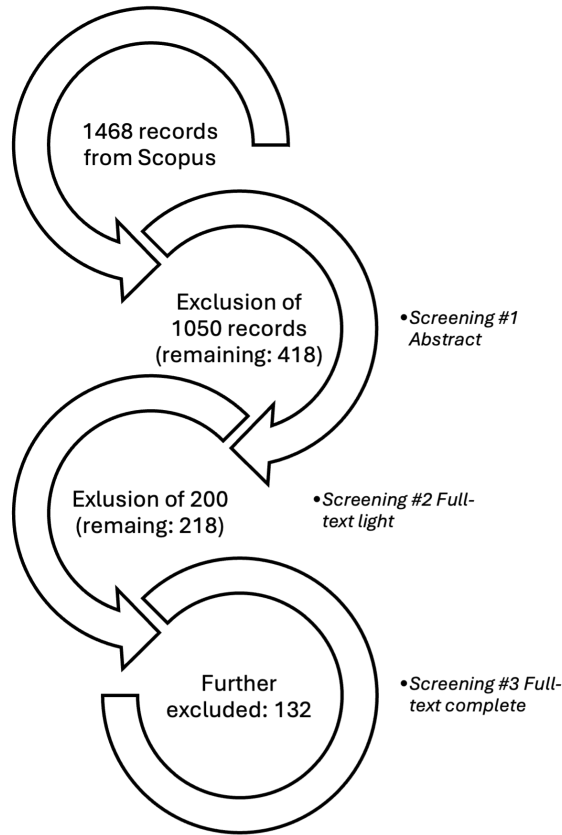 1468 records
from Scopus
Exclusion of
1050 records
(remaining: 418)
•Screening #1
Abstract
Exlusion of 200
(remaing: 218)
•Screening #2 Full-
text light
Further
excluded: 132
•Screening #3 Full-
text complete